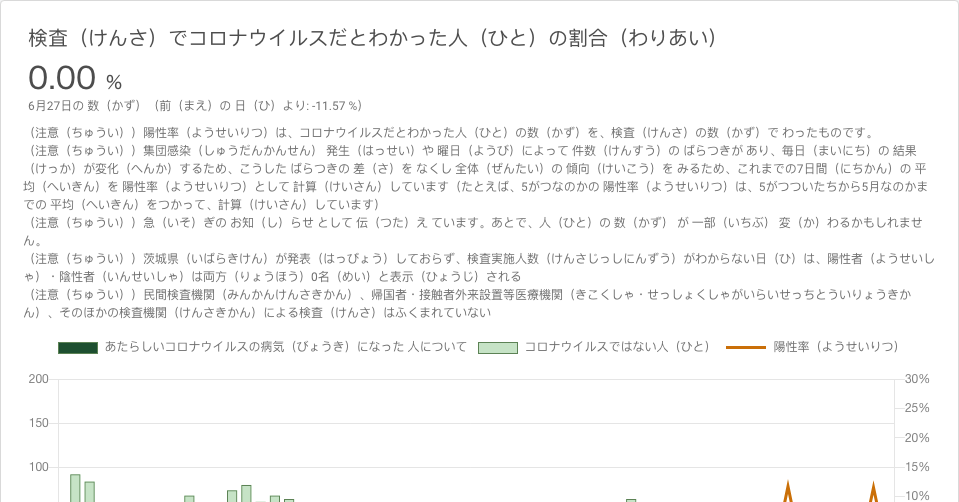 検査（けんさ）でコロナウイルスだとわかった人（ひと）の割合（わりあい）
0.00 %
6月27日の 数（かず）（前（まえ）の 日（ひ）より: -11.57 %）
（注意（ちゅうい））陽性率（ようせいりつ）は、コロナウイルスだとわかった人（ひと）の数（かず）を、検査（けんさ）の数（かず）で わったものです。
（注意（ちゅうい））集団感染（しゅうだんかんせん） 発生（はっせい）や 曜日（ようび）によって 件数（けんすう）の ばらつきが あり、毎日（まいにち）の 結果
（けっか）が変化（へんか）するため、こうした ばらつきの 差（さ）を なくし 全体（ぜんたい）の 傾向（けいこう）を みるため、これまでの7日間（にちかん）の 平
均（へいきん）を 陽性率（ようせいりつ）として 計算（けいさん）しています（たとえば、5がつなのかの 陽性率（ようせいりつ）は、5がつついたちから5月なのかま
での 平均（へいきん）をつかって、計算（けいさん）しています）
（注意（ちゅうい））急（いそ）ぎの お知（し）らせ として 伝（つた）え ています。あとで、人（ひと）の 数（かず） が 一部（いちぶ） 変（か）わるかもしれませ
ん。
（注意（ちゅうい））茨城県（いばらきけん）が発表（はっぴょう）しておらず、検査実施人数（けんさじっしにんずう）がわからない日（ひ）は、陽性者（ようせいし
ゃ）・陰性者（いんせいしゃ）は両方（りょうほう）0名（めい）と表示（ひょうじ）される
（注意（ちゅうい））民間検査機関（みんかんけんさきかん）、帰国者・接触者外来設置等医療機関（きこくしゃ・せっしょくしゃがいらいせっちとういりょうきか
ん）、そのほかの検査機関（けんさきかん）による検査（けんさ）はふくまれていない
あたらしいコロナウイルスの病気（びょうき）になった 人について コロナウイルスではない人（ひと） 陽性率（ようせいりつ）
200 30%
25%
150
20%
100 15%
10%